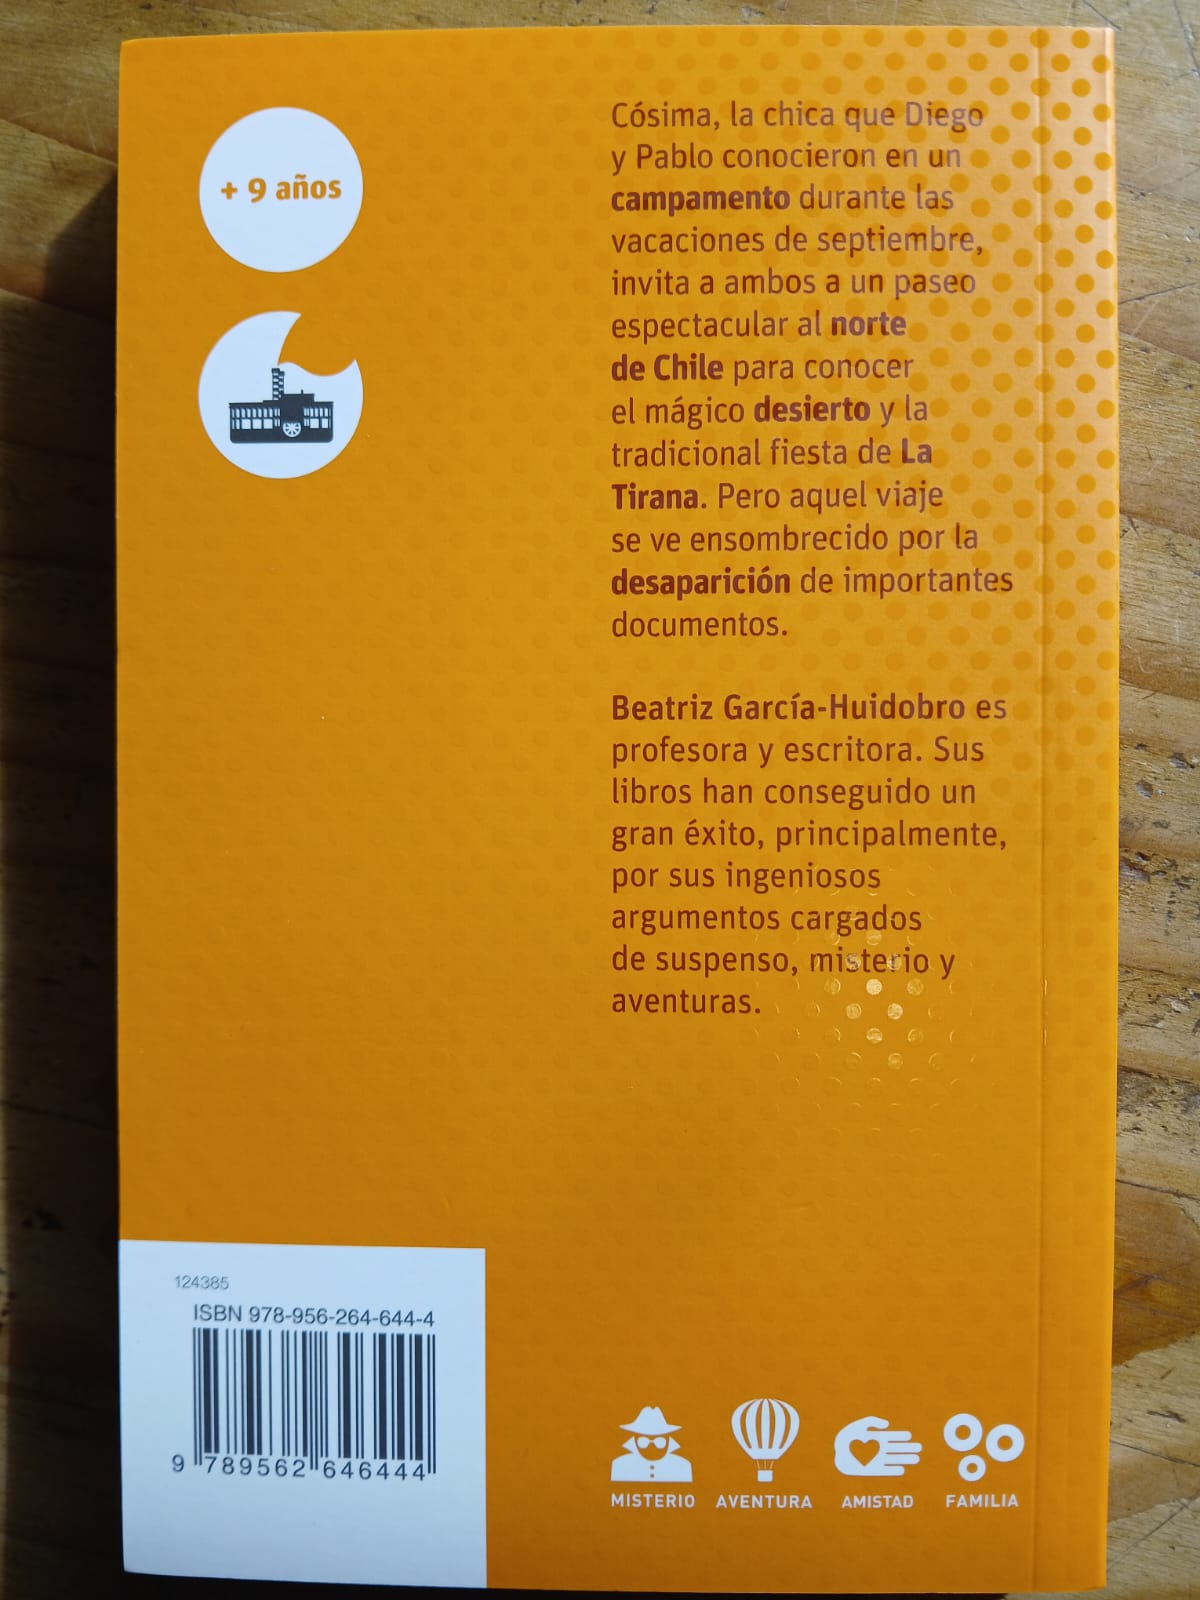 + 9 años
Cósima, la chica que Diego
y Pablo conocieron en un
campamento durante las
vacaciones de septiembre,
invita a ambos a un paseo
espectacular al norte
de Chile para conocer
el mágico desierto y la
tradicional fiesta de La
Tirana. Pero aquel viaje
se ve ensombrecido por la
desaparición de importantes
documentos.
Beatriz García-Huidobro es
profesora y escritora. Sus
libros han conseguido un
gran éxito, principalmente,
por sus ingeniosos
argumentos cargados
de suspenso, misterio y
aventuras.
124385
ISBN 978-956-264-644-4
9 789562 646444
MISTERIO AVENTURA AMISTAD FAMILIA